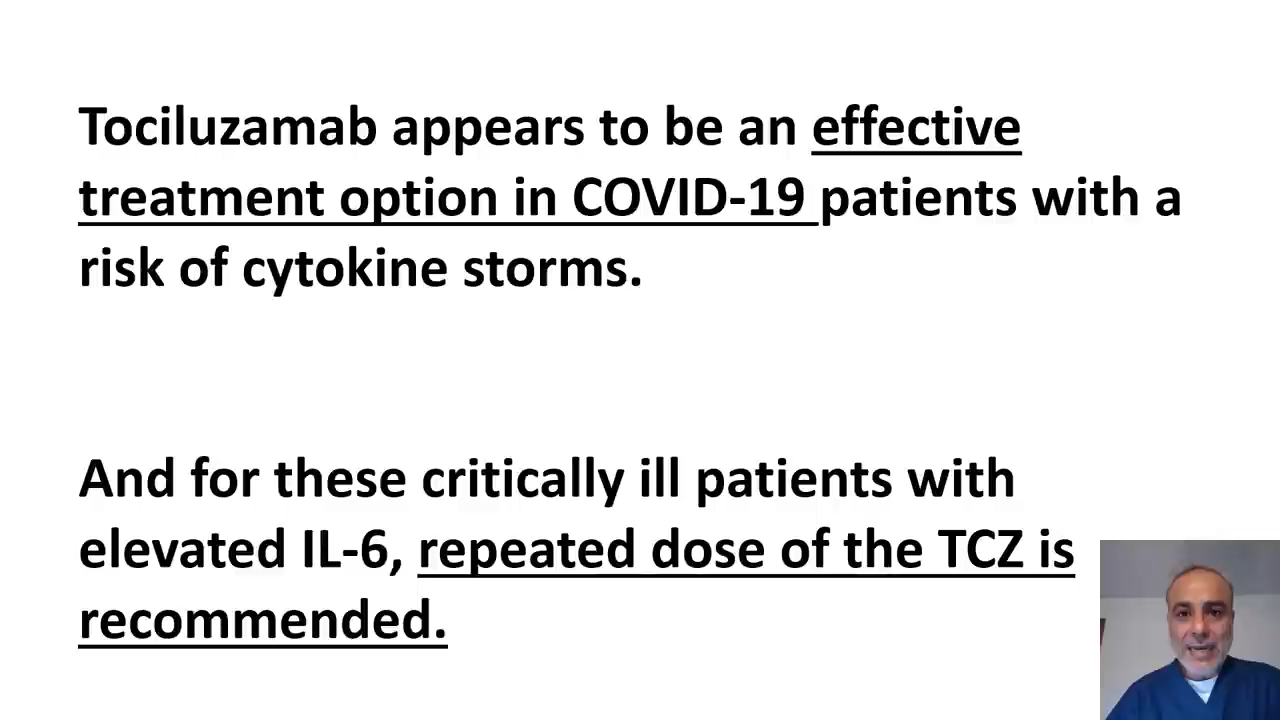 Tociluzamab appears to be an effective
treatment option in COVID-19 patients with a
risk of cytokine storms.
And for these critically ill patients with
elevated IL-6, repeated dose of the TCZ is
recommended.